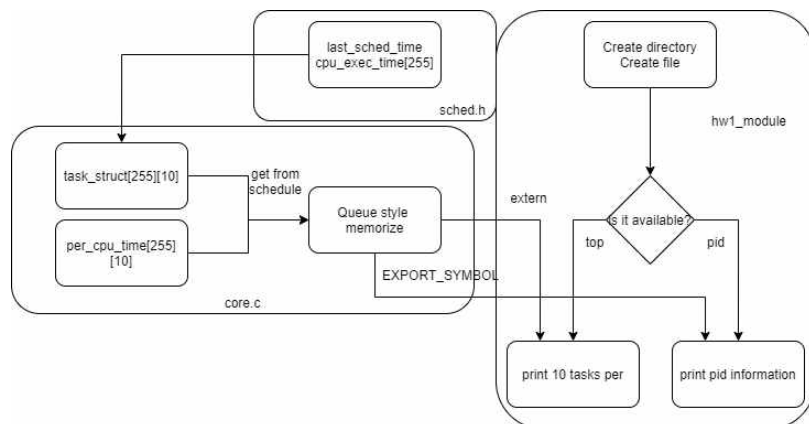 last_sched_time
cpu_exec_time[255]
sched.h
Create directory
Create file
hw1_module
task_struct[255][10]
get from
schedule
per_cpu_time[255]
[10]
Queue style
memorize
core.c
extern
EXPORT_SYMBOL
Is it available?
top
pid
print 10 tasks per
print pid information